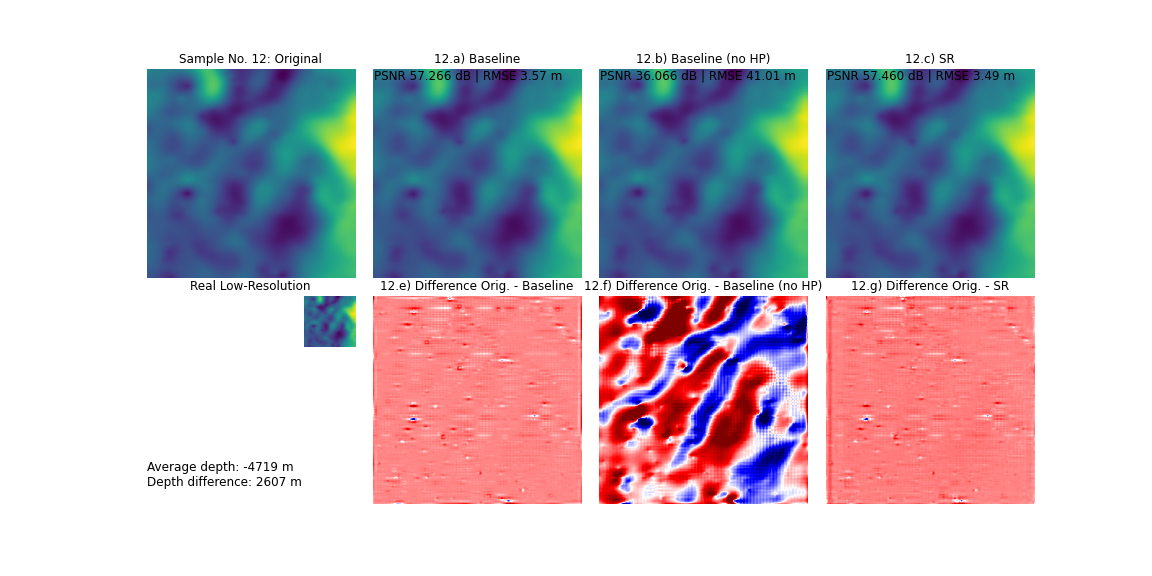 Sample No. 12: Original
12.a) Baseline
12.b) Baseline (no HP)
12.c) SR
PSNR 57.266 dB | RMSE 3.57 m
PSNR 36.066 dB | RMSE 41.01 m
PSNR 57.460 dB | RMSE 3.49 m
Real Low-Resolution
12.e) Difference Orig. - Baseline
12.f) Difference Orig. - Baseline (no HP)
12.g) Difference Orig. - SR
Average depth: -4719 m
Depth difference: 2607 m